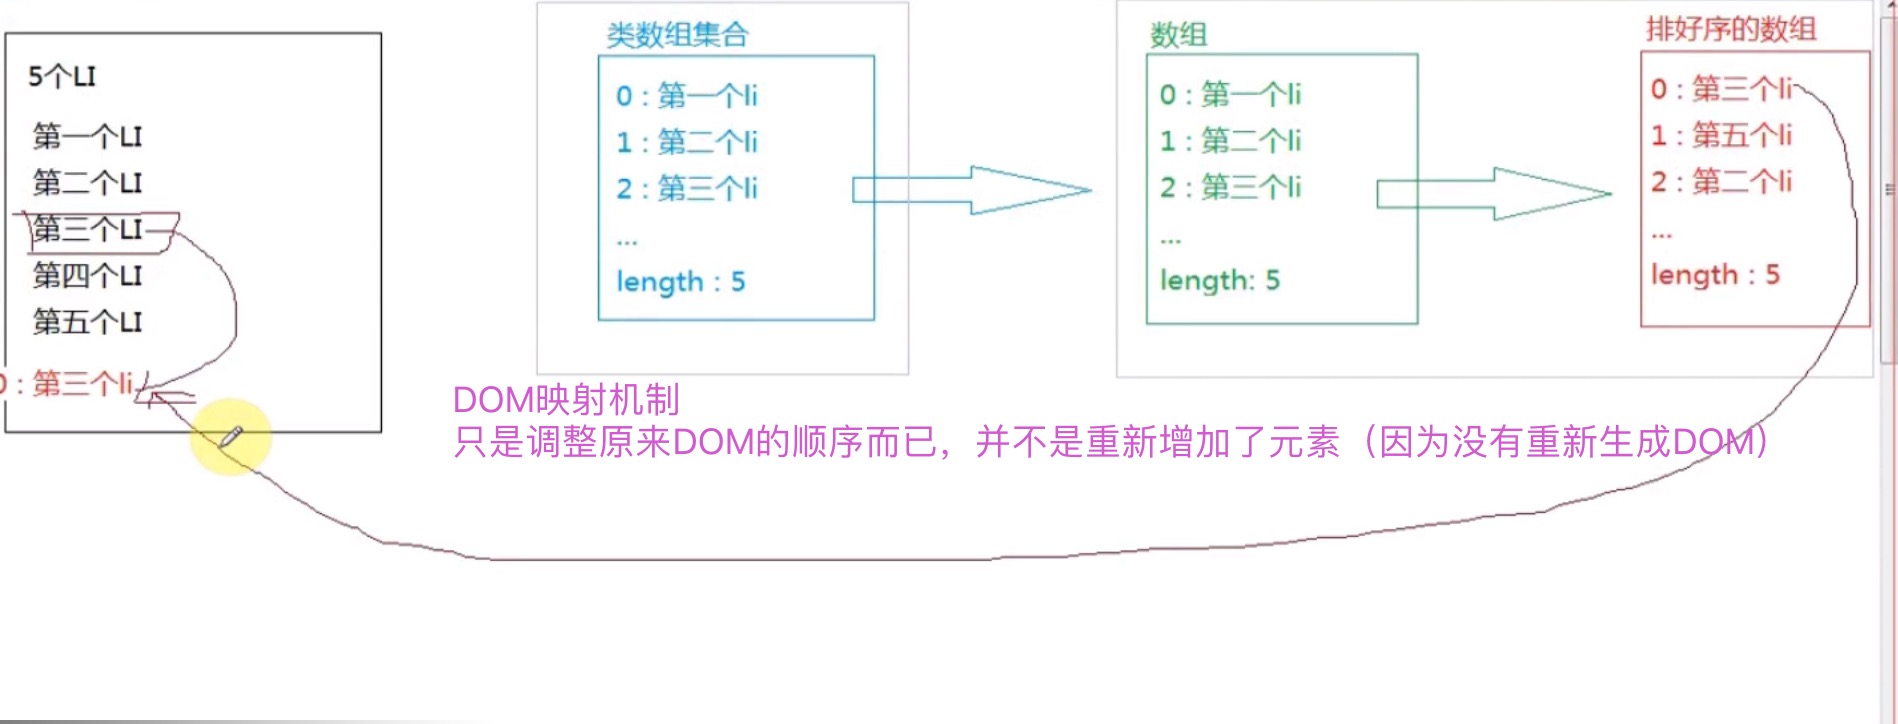 5个LI
第一个LI
第二个LI
第三个LI
第四个LI
第五个LI
0 : 第三个li
类数组集合
0 : 第一个li
1 : 第二个li
2 : 第三个li
...
length : 5
数组
0 : 第一个li
1 : 第二个li
2 : 第三个li
...
length: 5
排好序的数组
0 : 第三个li
1 : 第五个li
2 : 第二个li
...
length : 5
DOM映射机制
只是调整原来DOM的顺序而已，并不是重新增加了元素（因为没有重新生成DOM）